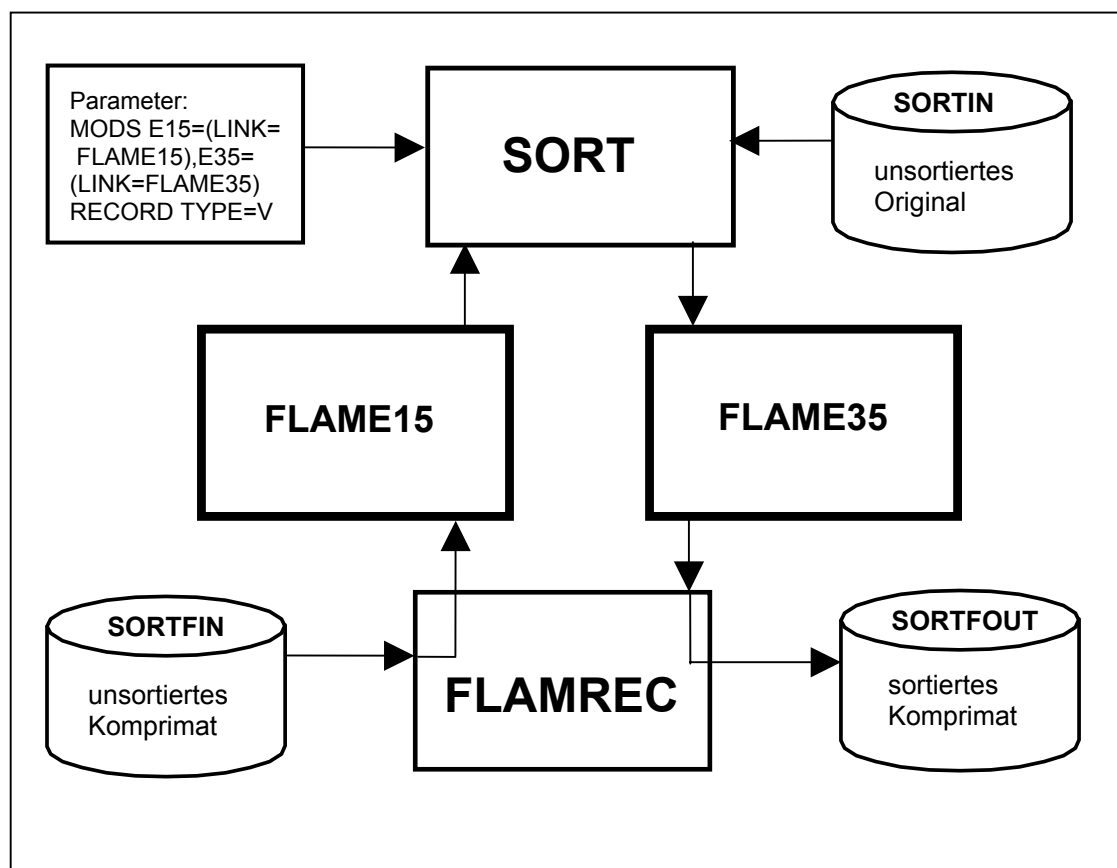 Parameter:
MODS E15=(LINK=
FLAME15),E35=
(LINK=FLAME35)
RECORD TYPE=V
SORT
SORTIN
unsortiertes
Original
FLAME15
FLAME35
SORTFIN
unsortiertes
Komprimat
FLAMREC
SORTFOUT
sortiertes
Komprimat